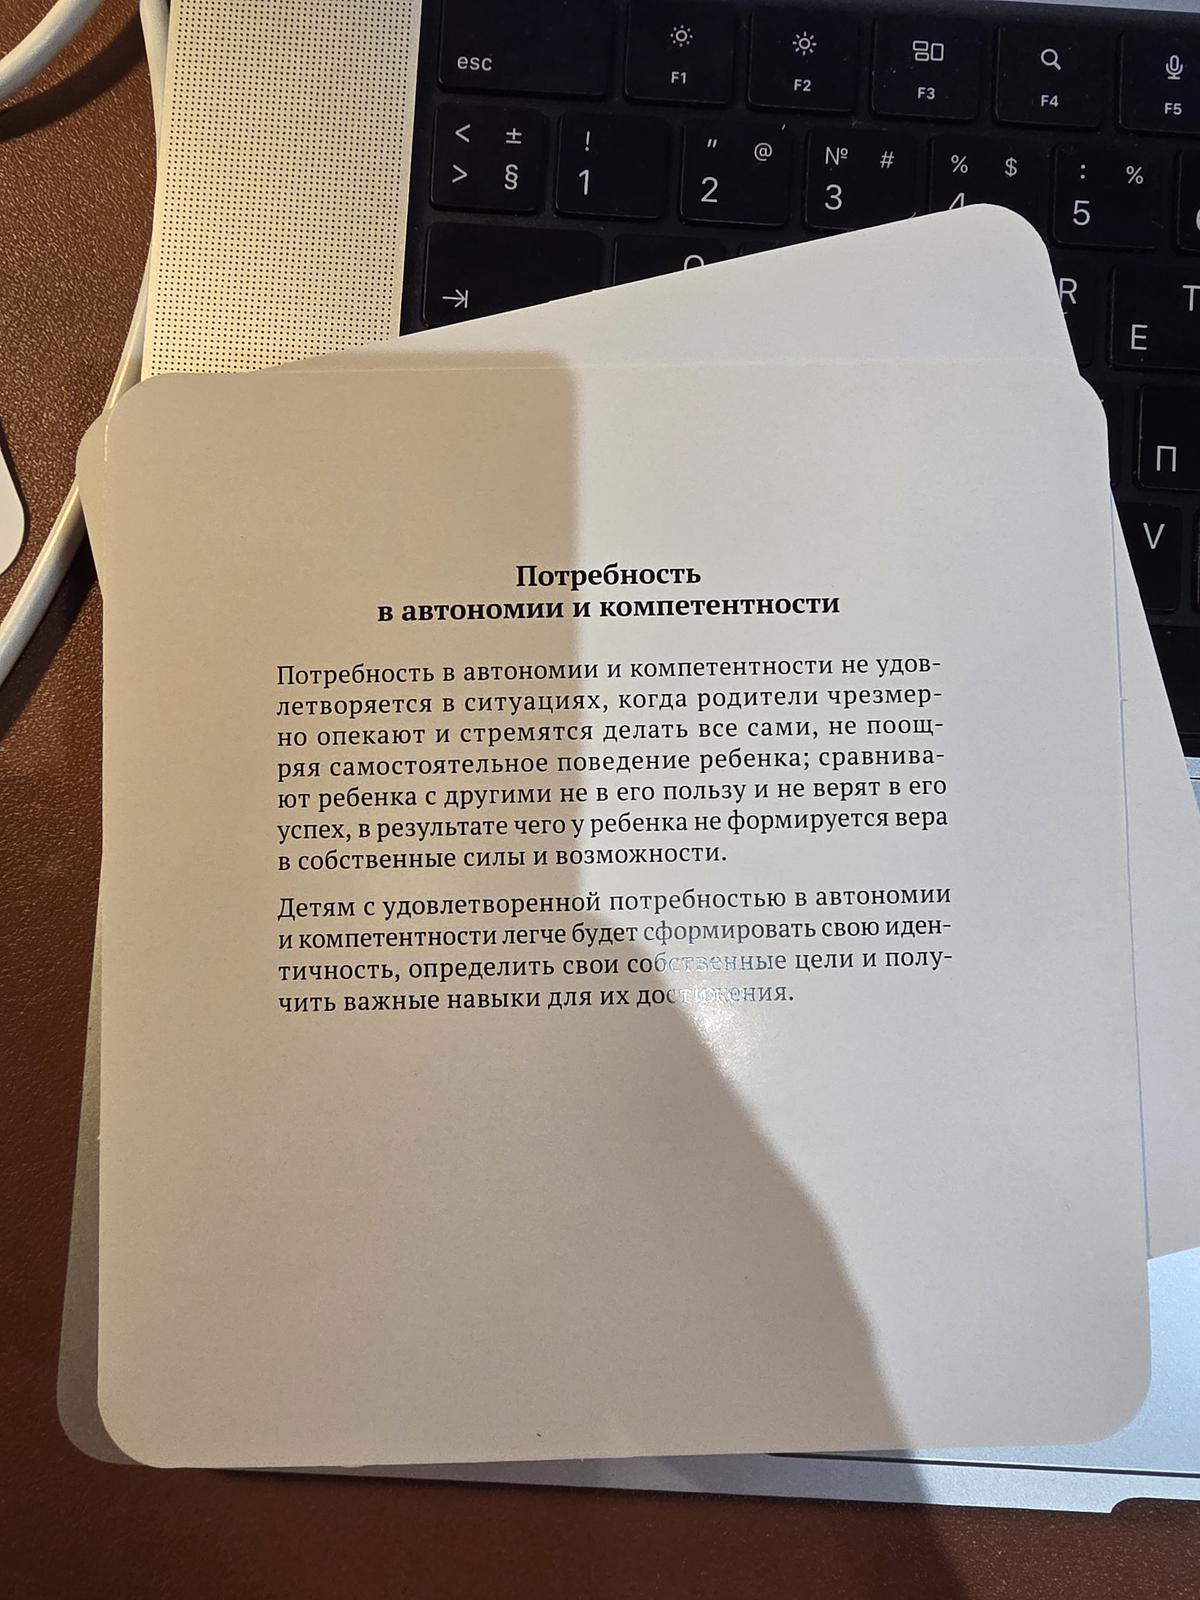 esc
F1
F2
F3
F4
F5
< ±
> §
!
1
" @
2
№ #
3
% $
4
: %
5
R
T
E
П
V
Потребность
в автономии и компетентности
Потребность в автономии и компетентности не удов-
летворяется в ситуациях, когда родители чрезмер-
но опекают и стремятся делать все сами, не поощ-
ряя самостоятельное поведение ребенка; сравнива-
ют ребенка с другими не в его пользу и не верят в его
успех, в результате чего у ребенка не формируется вера
в собственные силы и возможности.
Детям с удовлетворенной потребностью в автономии
и компетентности легче будет сформировать свою иден-
тичность, определить свои собственные цели и полу-
чить важные навыки для их достижения.